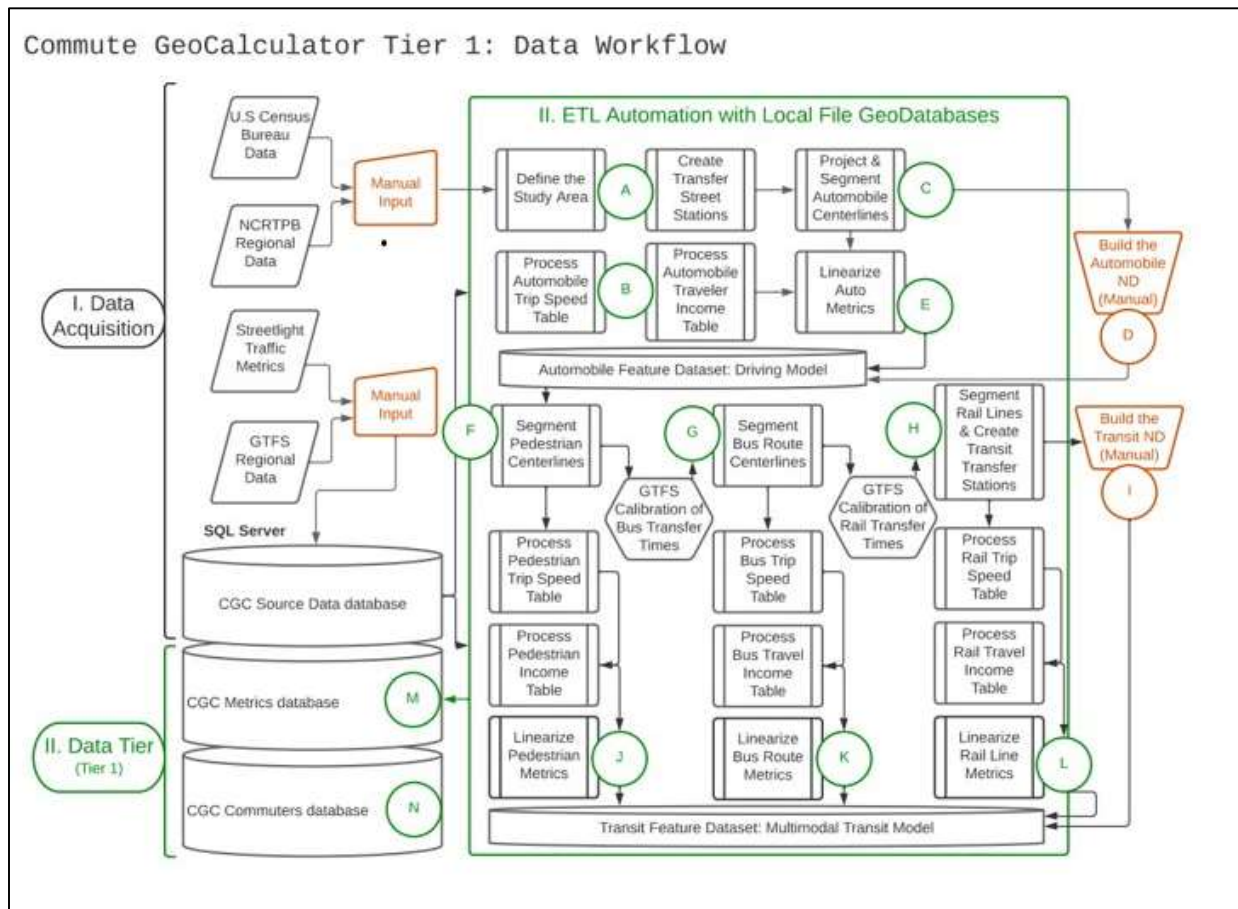 Commute GeoCalculator Tier 1: Data Workflow
I. Data
Acquisition
U.S Census
Bureau
Data
NCRTPB
Regional
Data
Manual
Input
Streetlight
Traffic
Metrics
GTFS
Regional
Data
Manual
Input
SQL Server
CGC Source Data database
II. Data Tier
(Tier 1)
CGC Metrics database
M
CGC Commuters database
N
II. ETL Automation with Local File GeoDatabases
Define the
Study Area
A
Create
Transfer
Street
Stations
Project &
Segment
Automobile
Centerlines
C
Process
Automobile
Trip Speed
Table
B
Process
Automobile
Traveler
Income Table
Linearize
Auto
Metrics
E
Build the
Automobile
ND
(Manual)
D
Automobile Feature Dataset: Driving Model
F
Segment
Pedestrian
Centerlines
GTFS
Calibration of
Bus Transfer
Times
G
Segment
Bus Route
Centerlines
GTFS
Calibration of
Rail Transfer
Times
H
Segment
Rail Lines
& Create
Transit
Transfer
Stations
Build the
Transit ND
(Manual)
I
Process
Pedestrian
Trip Speed
Table
Process
Bus Trip
Speed
Table
Process
Rail Trip
Speed
Table
Process
Pedestrian
Income
Table
Process
Bus Travel
Income
Table
Process
Rail Travel
Income
Table
Linearize
Pedestrian
Metrics
J
Linearize
Bus Route
Metrics
K
Linearize
Rail Line
Metrics
L
Transit Feature Dataset: Multimodal Transit Model